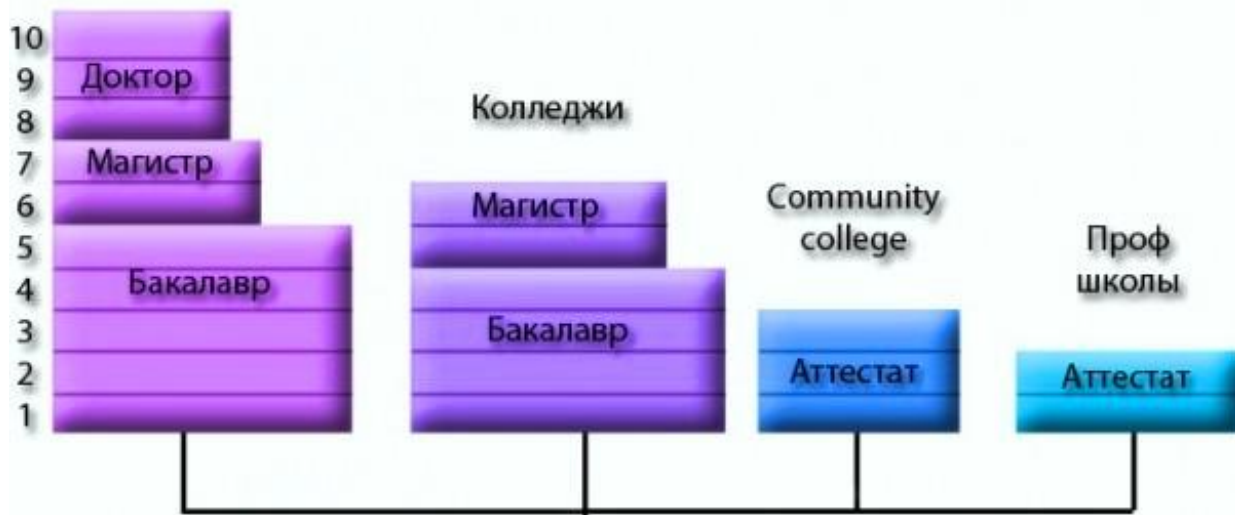 10
9
8
7
6
5
4
3
2
1
Доктор
Магистр
Бакалавр
Колледжи
Магистр
Бакалавр
Community
college
Аттестат
Проф
школы
Аттестат